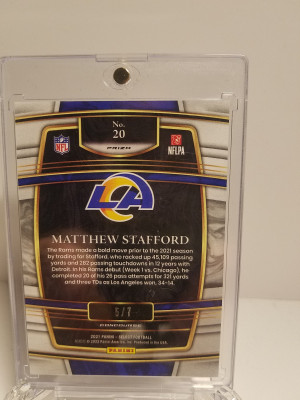 No.
20
PRIZM
NFL
NFLPA
LA
MATTHEW STAFFORD
The Rams made a bold move prior to the 2021 season
by trading for Stafford, who racked up 45,109 passing
yards and 282 passing touchdowns in 12 years with
Detroit. In his Rams debut (Week 1 vs. Chicago), he
completed 20 of his 26 pass attempts for 321 yards
and three TDs as Los Angeles won, 34-14.
5/7
2021 PANINI - SELECT FOOTBALL
PANINI